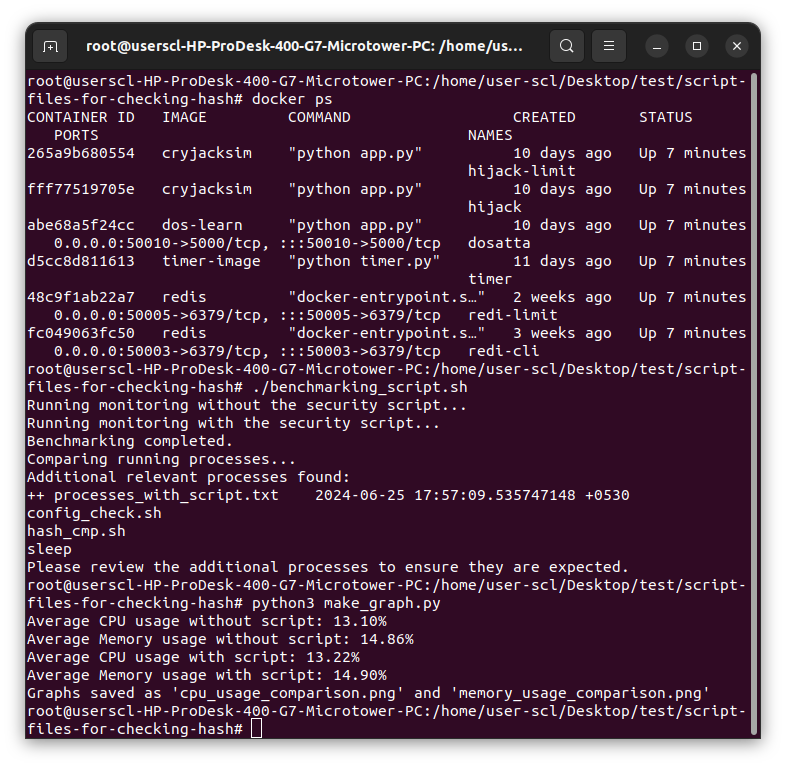 root@userscl-HP-ProDesk-400-G7-Microtower-PC: /home/us...
root@userscl-HP-ProDesk-400-G7-Microtower-PC:/home/user-scl/Desktop/test/script-
files-for-checking-hash# docker ps
CONTAINER ID   IMAGE         COMMAND                  CREATED       STATUS
   PORTS                                         NAMES
265a9b680554   cryjacksim    "python app.py"          10 days ago   Up 7 minutes
                                                 hijack-limit
fff77519705e   cryjacksim    "python app.py"          10 days ago   Up 7 minutes
                                                 hijack
abe68a5f24cc   dos-learn     "python app.py"          10 days ago   Up 7 minutes
   0.0.0.0:50010->5000/tcp, :::50010->5000/tcp   dosatta
d5cc8d811613   timer-image   "python timer.py"        11 days ago   Up 7 minutes
                                                 timer
48c9f1ab22a7   redis         "docker-entrypoint.s…"   2 weeks ago   Up 7 minutes
   0.0.0.0:50005->6379/tcp, :::50005->6379/tcp   redi-limit
fc049063fc50   redis         "docker-entrypoint.s…"   3 weeks ago   Up 7 minutes
   0.0.0.0:50003->6379/tcp, :::50003->6379/tcp   redi-cli
root@userscl-HP-ProDesk-400-G7-Microtower-PC:/home/user-scl/Desktop/test/script-
files-for-checking-hash# ./benchmarking_script.sh
Running monitoring without the security script...
Running monitoring with the security script...
Benchmarking completed.
Comparing running processes...
Additional relevant processes found:
++ processes_with_script.txt    2024-06-25 17:57:09.535747148 +0530
config_check.sh
hash_cmp.sh
sleep
Please review the additional processes to ensure they are expected.
root@userscl-HP-ProDesk-400-G7-Microtower-PC:/home/user-scl/Desktop/test/script-
files-for-checking-hash# python3 make_graph.py
Average CPU usage without script: 13.10%
Average Memory usage without script: 14.86%
Average CPU usage with script: 13.22%
Average Memory usage with script: 14.90%
Graphs saved as 'cpu_usage_comparison.png' and 'memory_usage_comparison.png'
root@userscl-HP-ProDesk-400-G7-Microtower-PC:/home/user-scl/Desktop/test/script-
files-for-checking-hash#